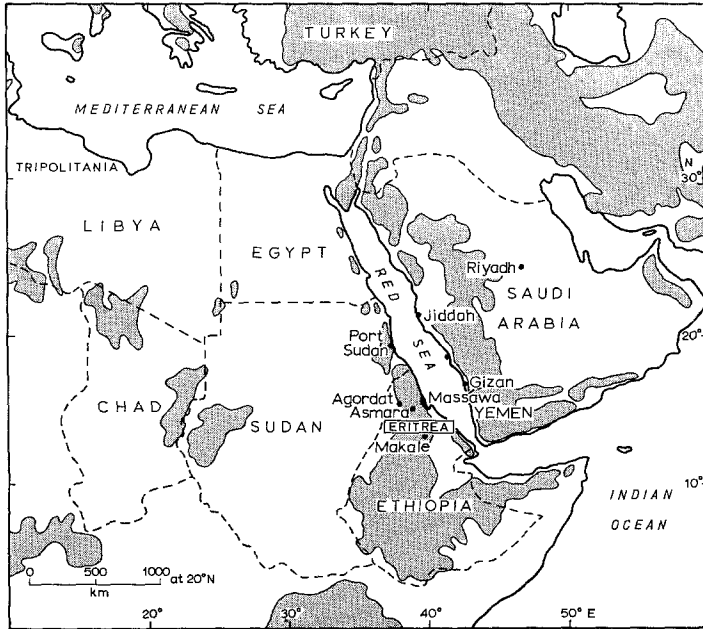 TURKEY
MEDITERRANEAN SEA
TRIPOLITANIA
N
30°
LIBYA
EGYPT
RED
SEA
Riyadh
SAUDI
ARABIA
Jiddah
Port
Sudan
20°
Gizan
CHAD
SUDAN
Agordat
Massawa
Asmara
YEMEN
ERITREA
Makale
10°
INDIAN
OCEAN
ETHIOPIA
0 500 1000 at 20°N
km
20° 30° 40° 50° E